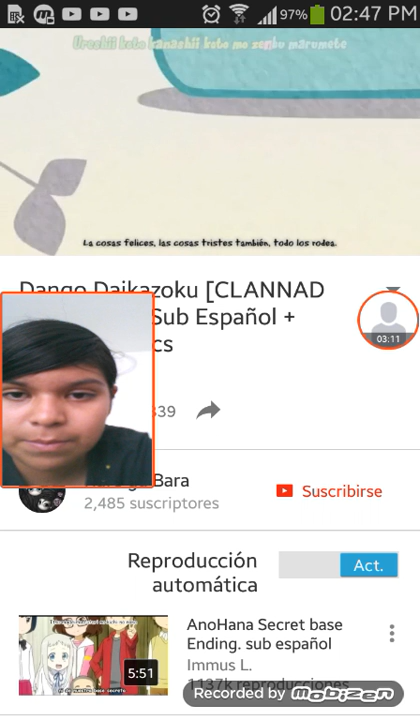 97% 02:47 PM
Ureshii koto kanashii koto mo zenbu marumete
La cosas felices, las cosas tristes también, todo los rodea.
Dango Daikazoku [CLANNAD
Sub Español +
cs
03:11
339
Bara
2,485 suscriptores
Suscribirse
Reproducción
automática
Act.
AnoHana Secret base
Ending. sub español
Immus L.
1137k reproducciones
5:51
Recorded by mobizen